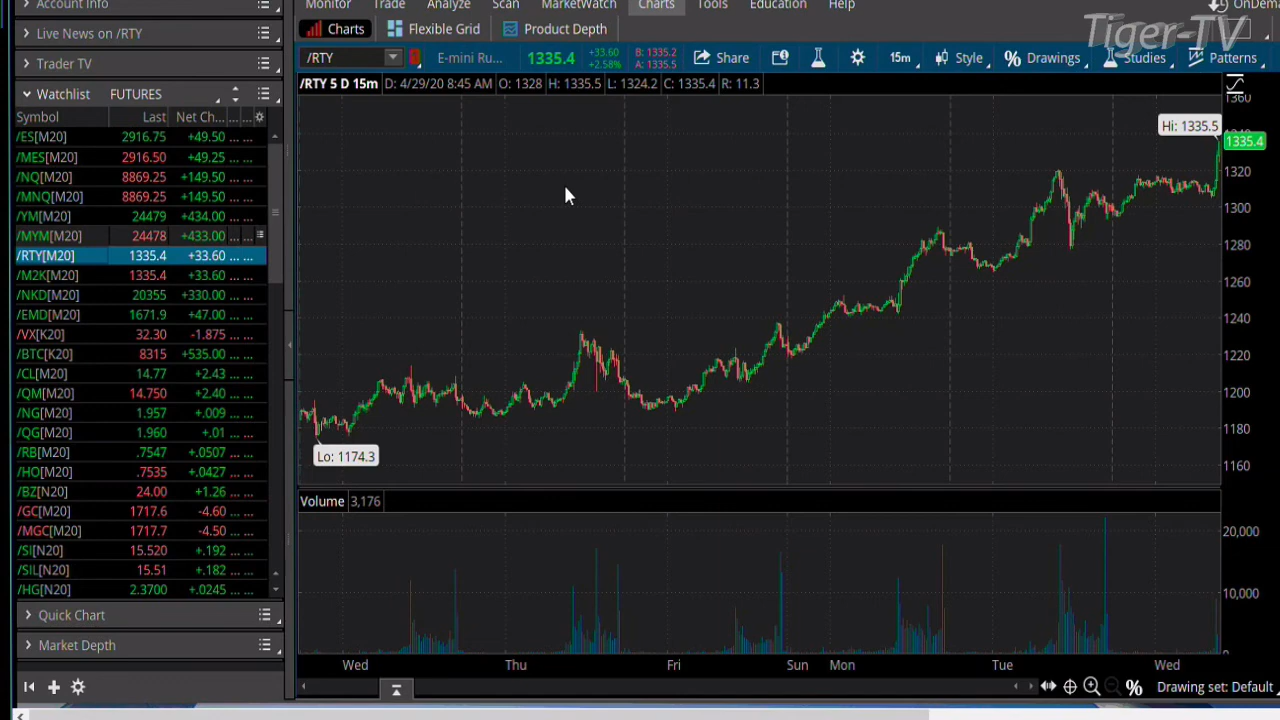 Account Info
Monitor Trade Analyze Scan MarketWatch Charts Tools Education Help
OnDema
Tiger-TV
Live News on /RTY
Charts Flexible Grid Product Depth
Trader TV
/RTY E-mini Ru... 1335.4 +33.60 +2.58% B: 1335.2 A: 1335.5 Share 15m Style Drawings Studies Patterns
Watchlist FUTURES
/RTY 5 D 15m D: 4/29/20 8:45 AM O: 1328 H: 1335.5 L: 1324.2 C: 1335.4 R: 11.3
Symbol Last Net Ch... ... ...
/ES[M20] 2916.75 +49.50 ... ...
/MES[M20] 2916.50 +49.25 ... ...
/NQ[M20] 8869.25 +149.50 ... ...
/MNQ[M20] 8869.25 +149.50 ... ...
/YM[M20] 24479 +434.00 ... ...
/MYM[M20] 24478 +433.00 ... ...
/RTY[M20] 1335.4 +33.60 ... ...
/M2K[M20] 1335.4 +33.60 ... ...
/NKD[M20] 20355 +330.00 ... ...
/EMD[M20] 1671.9 +47.00 ... ...
/VX[K20] 32.30 -1.875 ... ...
/BTC[K20] 8315 +535.00 ... ...
/CL[M20] 14.77 +2.43 ... ...
/QM[M20] 14.750 +2.40 ... ...
/NG[M20] 1.957 +.009 ... ...
/QG[M20] 1.960 +.01 ... ...
/RB[M20] .7547 +.0507 ... ...
/HO[M20] .7535 +.0427 ... ...
/BZ[N20] 24.00 +1.26 ... ...
/GC[M20] 1717.6 -4.60 ... ...
/MGC[M20] 1717.7 -4.50 ... ...
/SI[N20] 15.520 +.192 ... ...
/SIL[N20] 15.51 +.182 ... ...
/HG[N20] 2.3700 +.0245 ... ...
Quick Chart
Market Depth
1360
Hi: 1335.5
1335.4
1320
1300
1280
1260
1240
1220
1200
1180
1160
Lo: 1174.3
Volume 3,176
20,000
10,000
0
Wed Thu Fri Sun Mon Tue Wed
Drawing set: Default